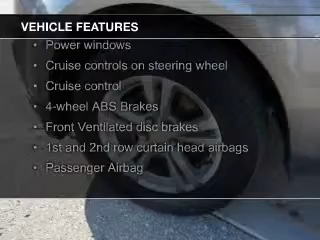 VEHICLE FEATURES
• Power windows
• Cruise controls on steering wheel
• Cruise control
• 4-wheel ABS Brakes
• Front Ventilated disc brakes
• 1st and 2nd row curtain head airbags
• Passenger Airbag